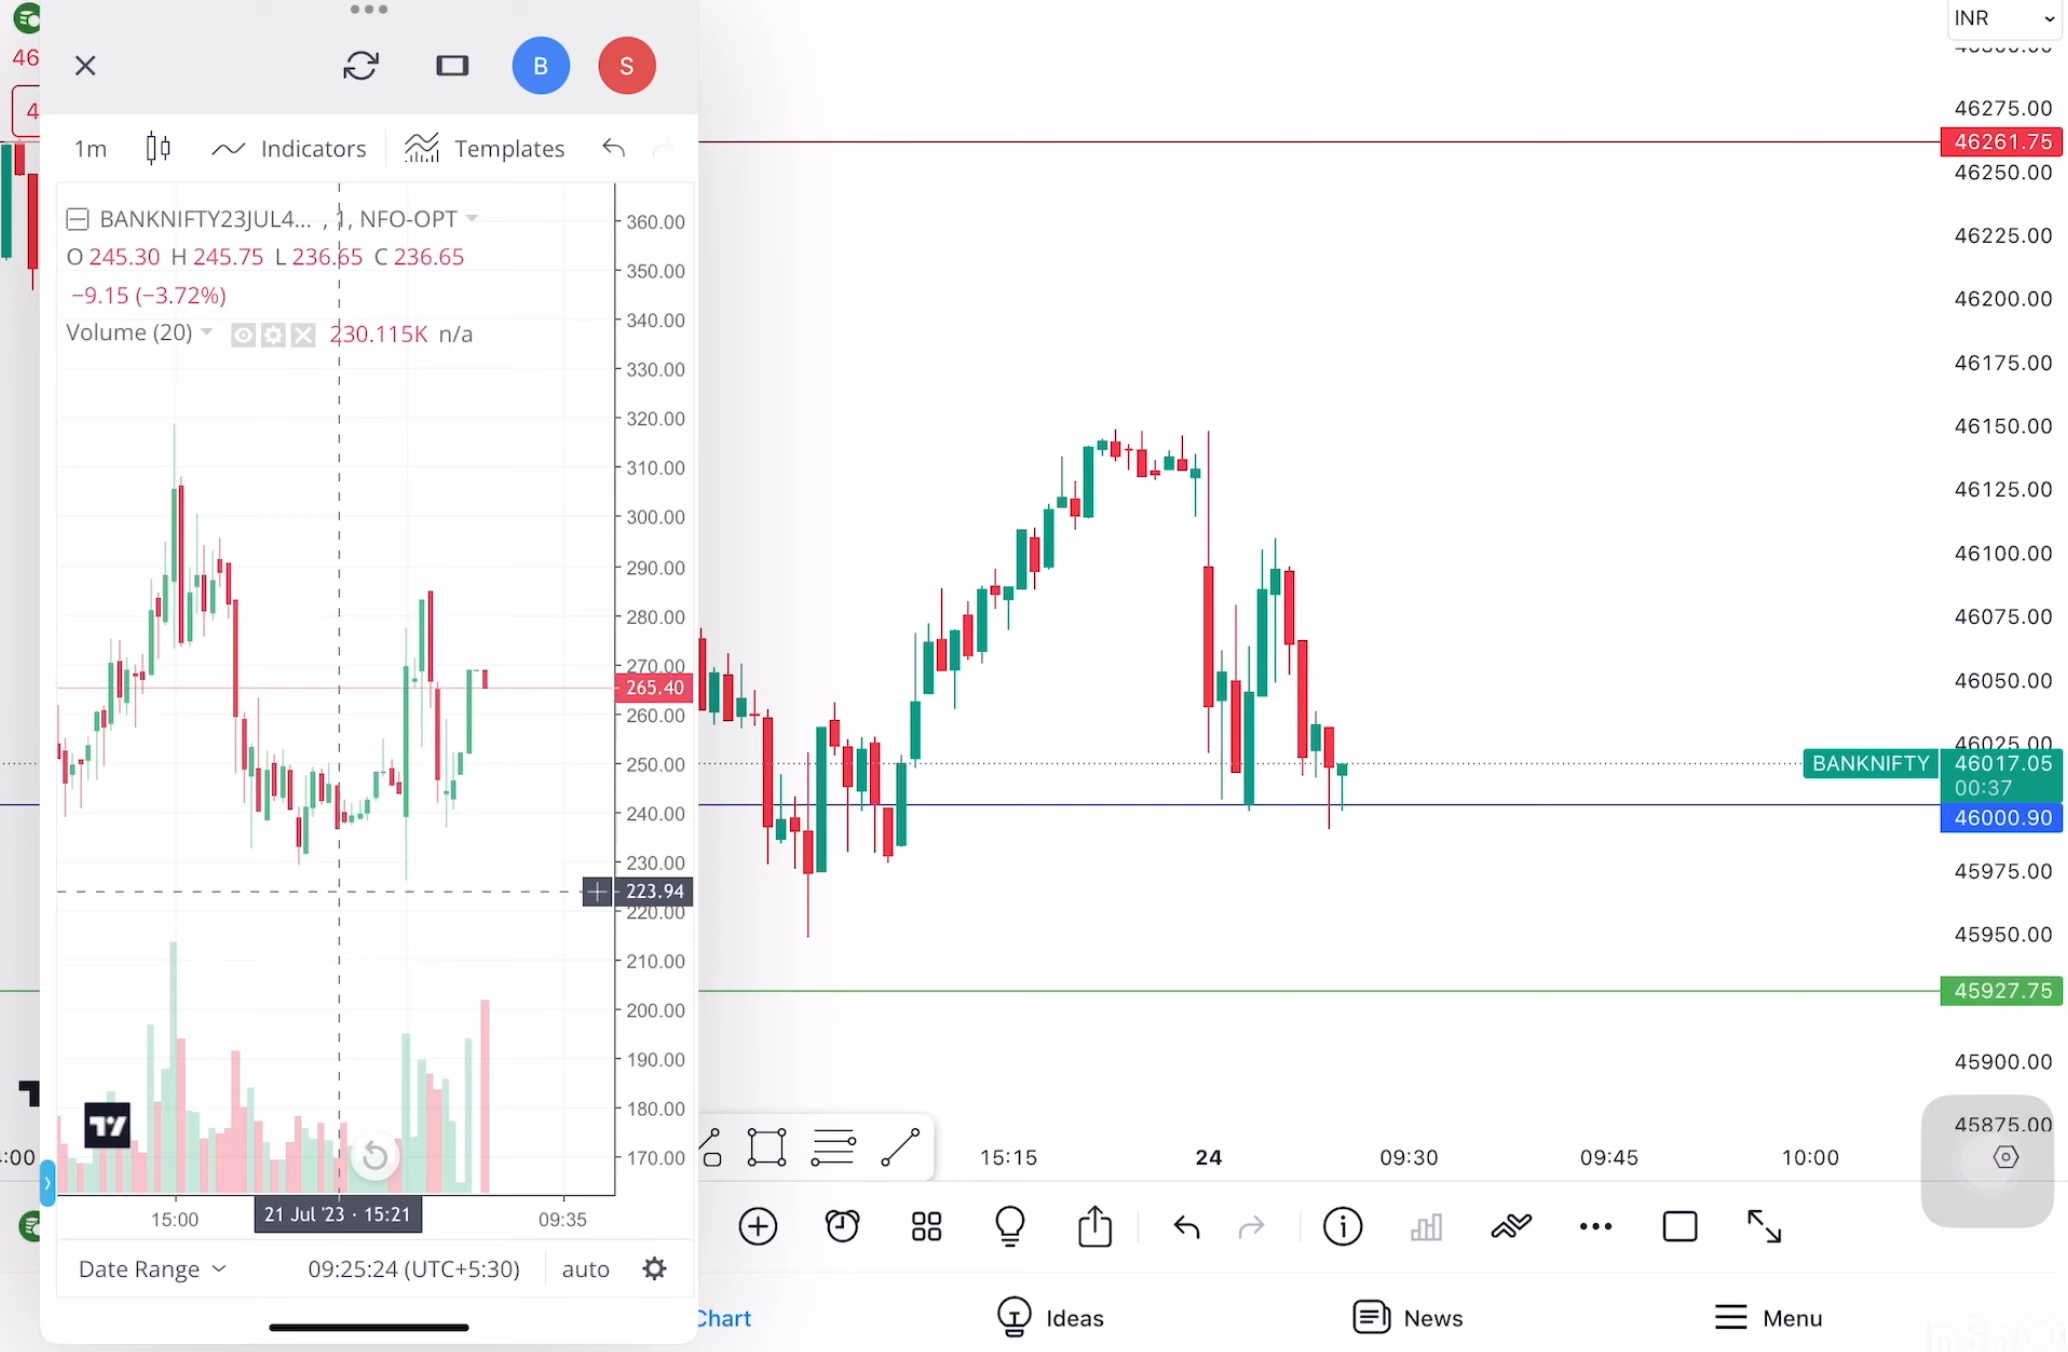 46
4
B
S
1m
Indicators
Templates
BANKNIFTY23JUL4... , 1, NFO-OPT
O 245.30 H 245.75 L 236.65 C 236.65
−9.15 (−3.72%)
Volume (20)
230.115K n/a
360.00
350.00
340.00
330.00
320.00
310.00
300.00
290.00
280.00
270.00
265.40
260.00
250.00
240.00
230.00
223.94
220.00
210.00
200.00
190.00
180.00
170.00
15:00
21 Jul '23 · 15:21
09:35
Date Range
09:25:24 (UTC+5:30)
auto
:00
INR
46275.00
46261.75
46250.00
46225.00
46200.00
46175.00
46150.00
46125.00
46100.00
46075.00
46050.00
46025.00
BANKNIFTY
46017.05
00:37
46000.90
45975.00
45950.00
45927.75
45900.00
45875.00
15:15
24
09:30
09:45
10:00
Chart
Ideas
News
Menu